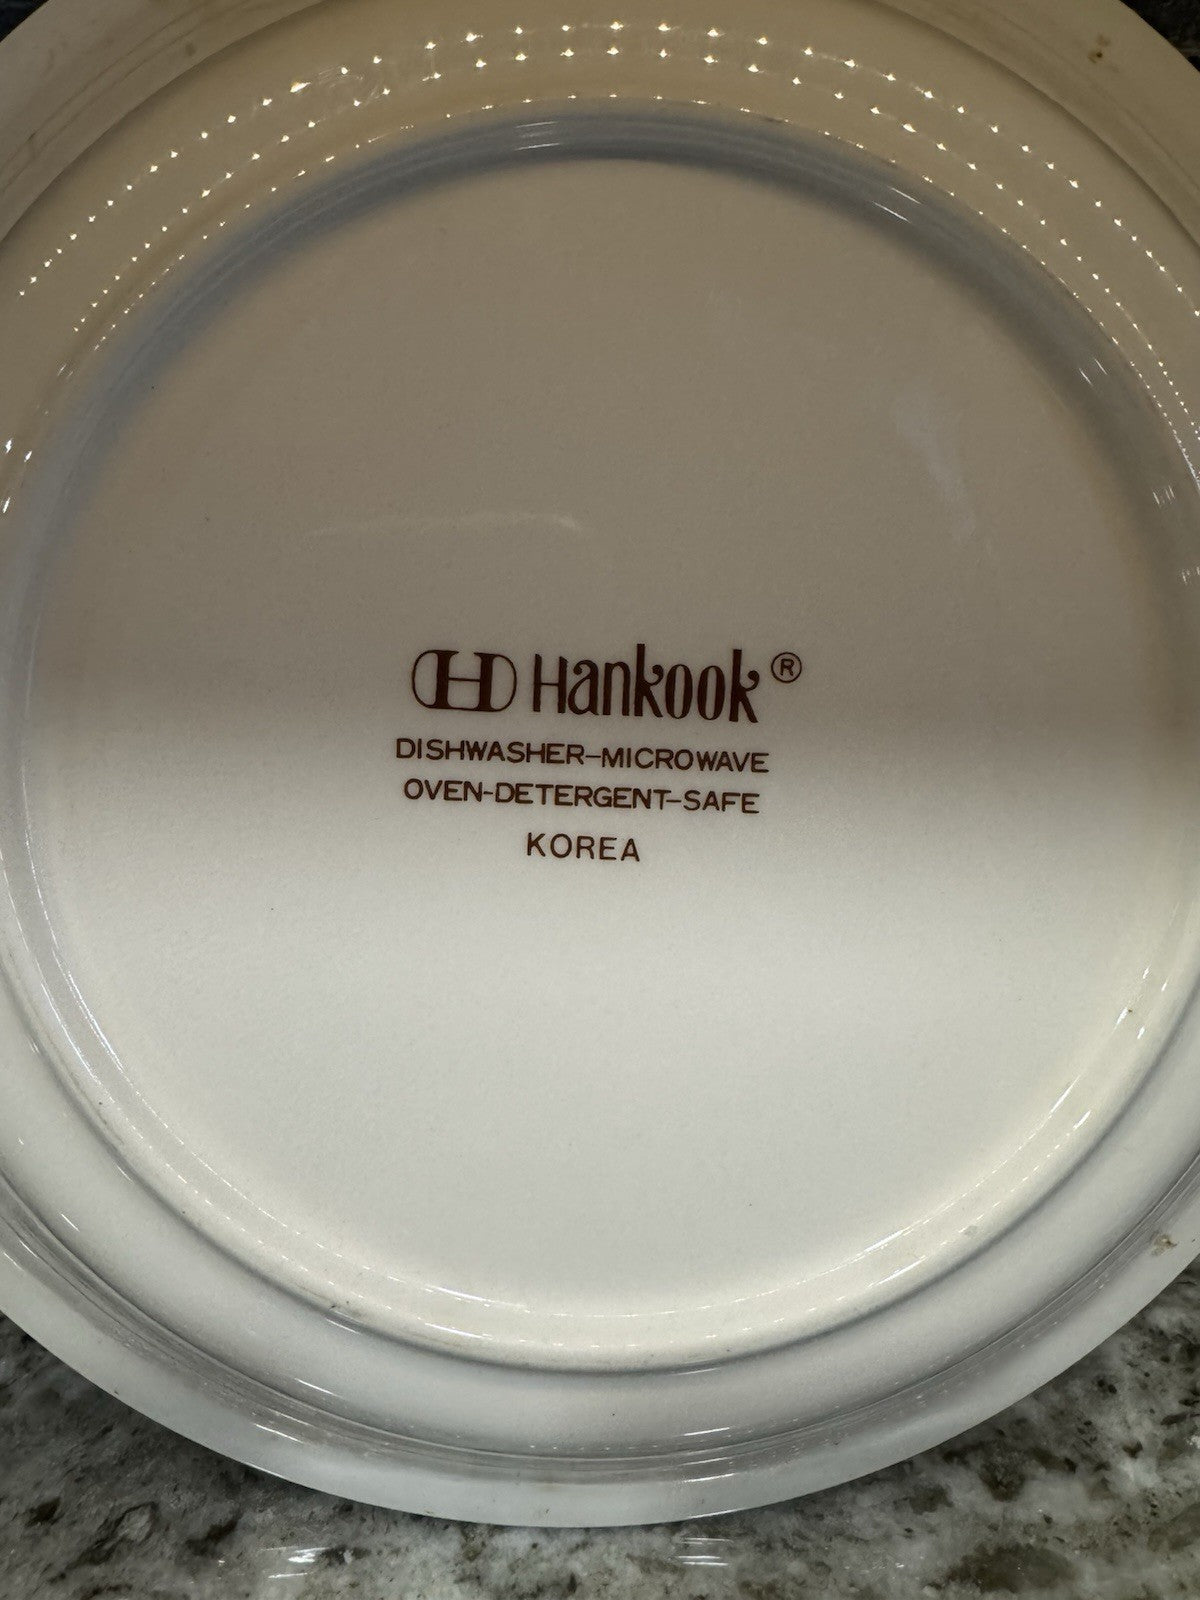 H Hankook ®
DISHWASHER-MICROWAVE
OVEN-DETERGENT-SAFE
KOREA